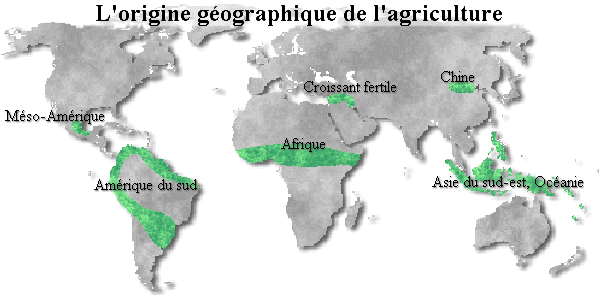 L'origine géographique de l'agriculture
Chine
Croissant fertile
Méso-Amérique
Afrique
Amérique du sud
Asie du sud-est, Océanie